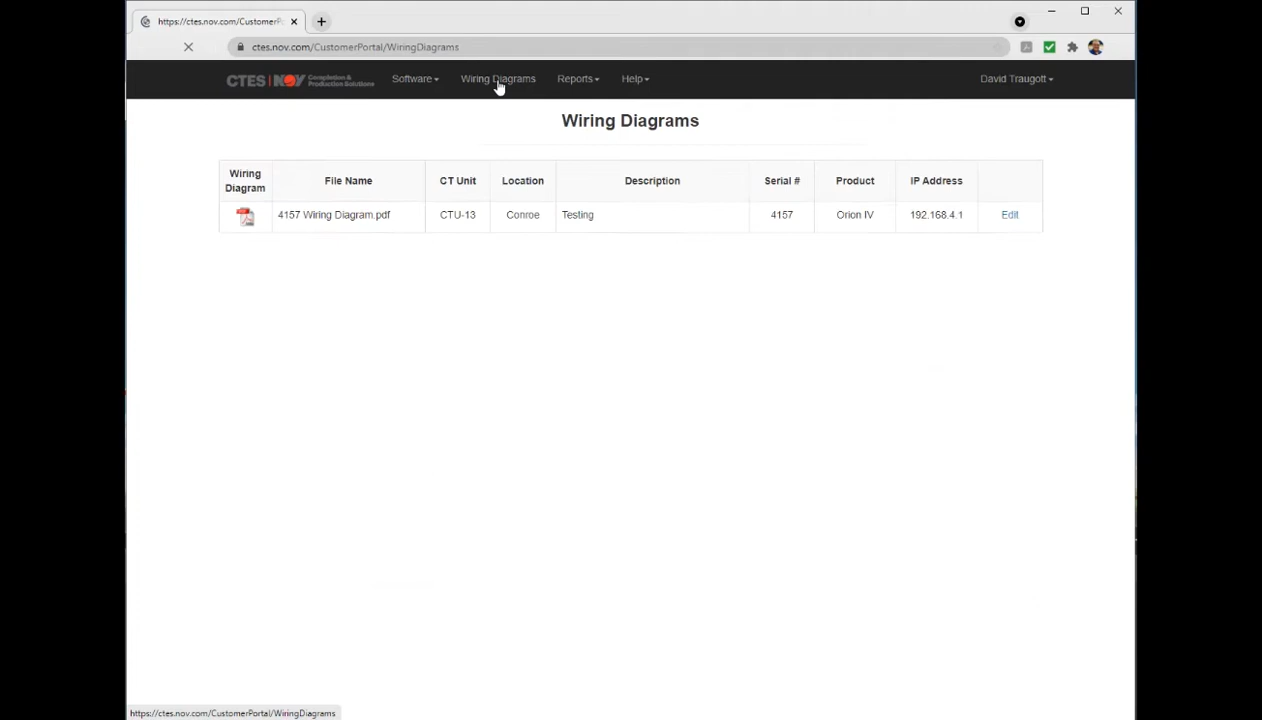 https://ctes.nov.com/CustomerP
ctes.nov.com/CustomerPortal/WiringDiagrams
CTES NOV Completion & Production Solutions Software Wiring Diagrams Reports Help David Traugott
Wiring Diagrams
Wiring Diagram File Name CT Unit Location Description Serial # Product IP Address
4157 Wiring Diagram.pdf CTU-13 Conroe Testing 4157 Orion IV 192.168.4.1 Edit
https://ctes.nov.com/CustomerPortal/WiringDiagrams